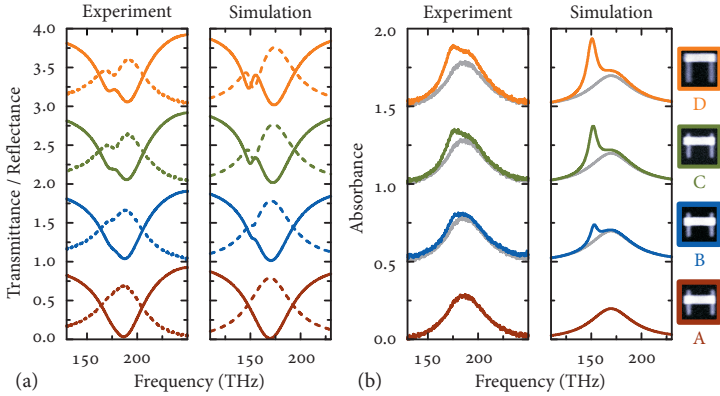 Experiment Simulation Experiment Simulation
Transmittance / Reflectance
4.0
3.5
3.0
2.5
2.0
1.5
1.0
0.5
0.0
150 200 150 200
Frequency (THz)
(a)
Absorbance
2.0
1.5
1.0
0.5
0.0
150 200 150 200
Frequency (THz)
(b)
D
C
B
A